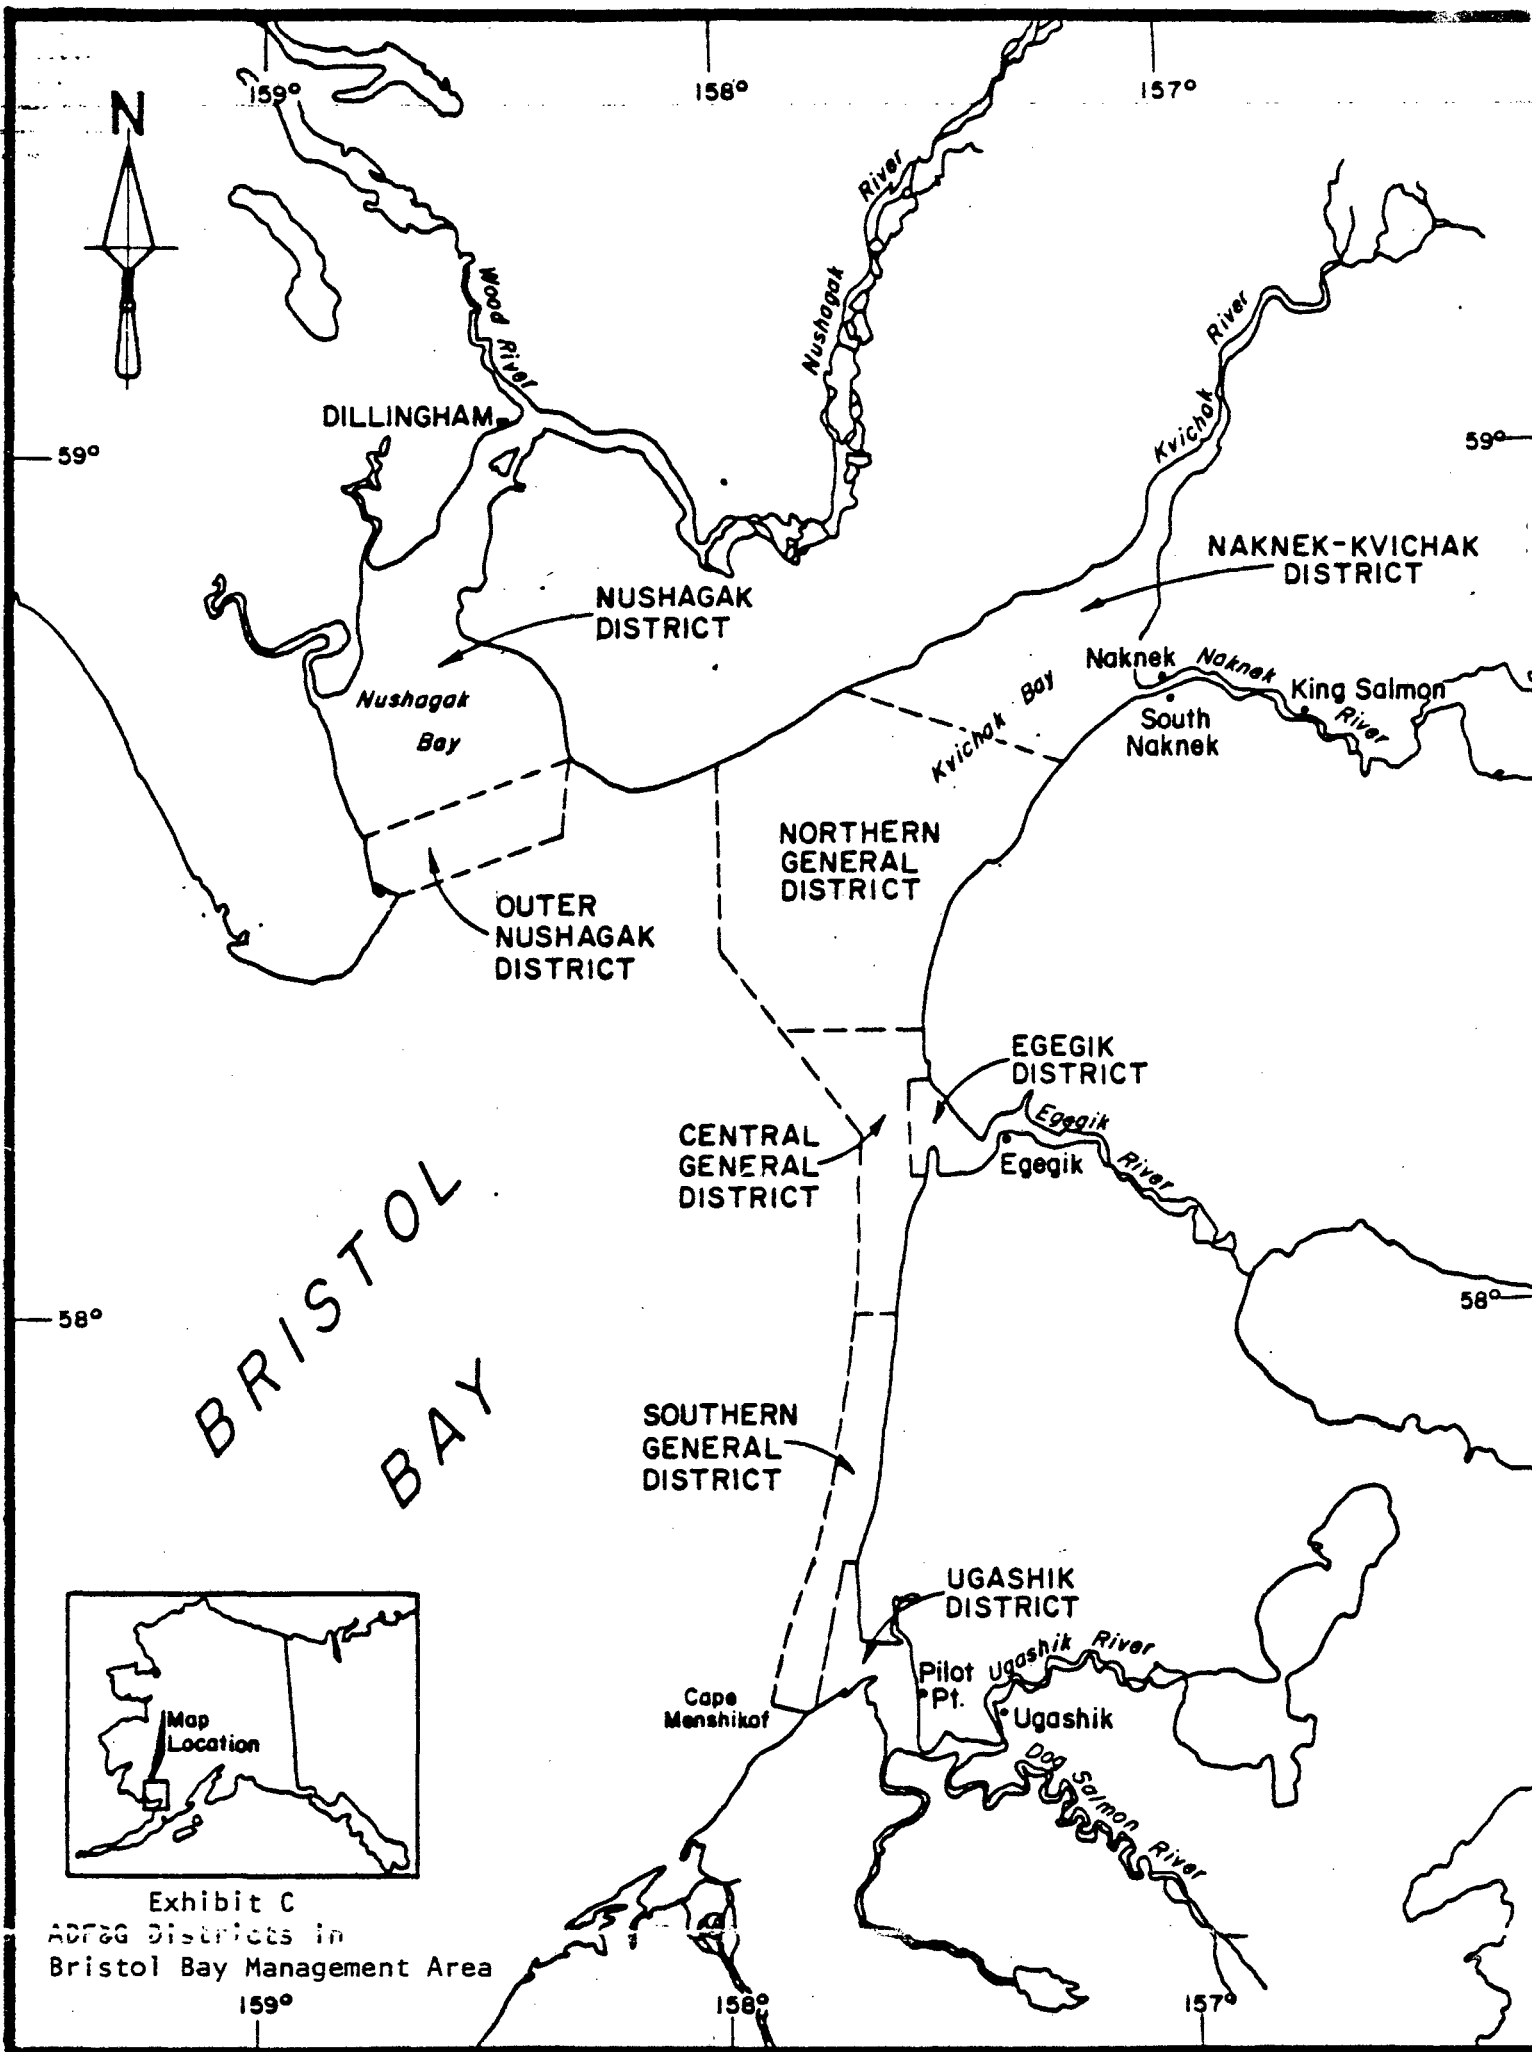 159°
158°
157°
N
River
Nushagak
Wood River
River
Kvichak
DILLINGHAM
59°
59°
NAKNEK-KVICHAK
DISTRICT
NUSHAGAK
DISTRICT
Naknek
Naknek
King Salmon
River
South
Naknek
Nushagak
Bay
Kvichak Bay
NORTHERN
GENERAL
DISTRICT
OUTER
NUSHAGAK
DISTRICT
EGEGIK
DISTRICT
Egegik
River
Egegik
CENTRAL
GENERAL
DISTRICT
BRISTOL
BAY
58°
58°
SOUTHERN
GENERAL
DISTRICT
UGASHIK
DISTRICT
Ugashik River
Pilot
Pt.
Ugashik
Cape
Menshikof
Dog Salmon River
Map
Location
Exhibit C
ADF&G Districts in
Bristol Bay Management Area
159°
158°
157°